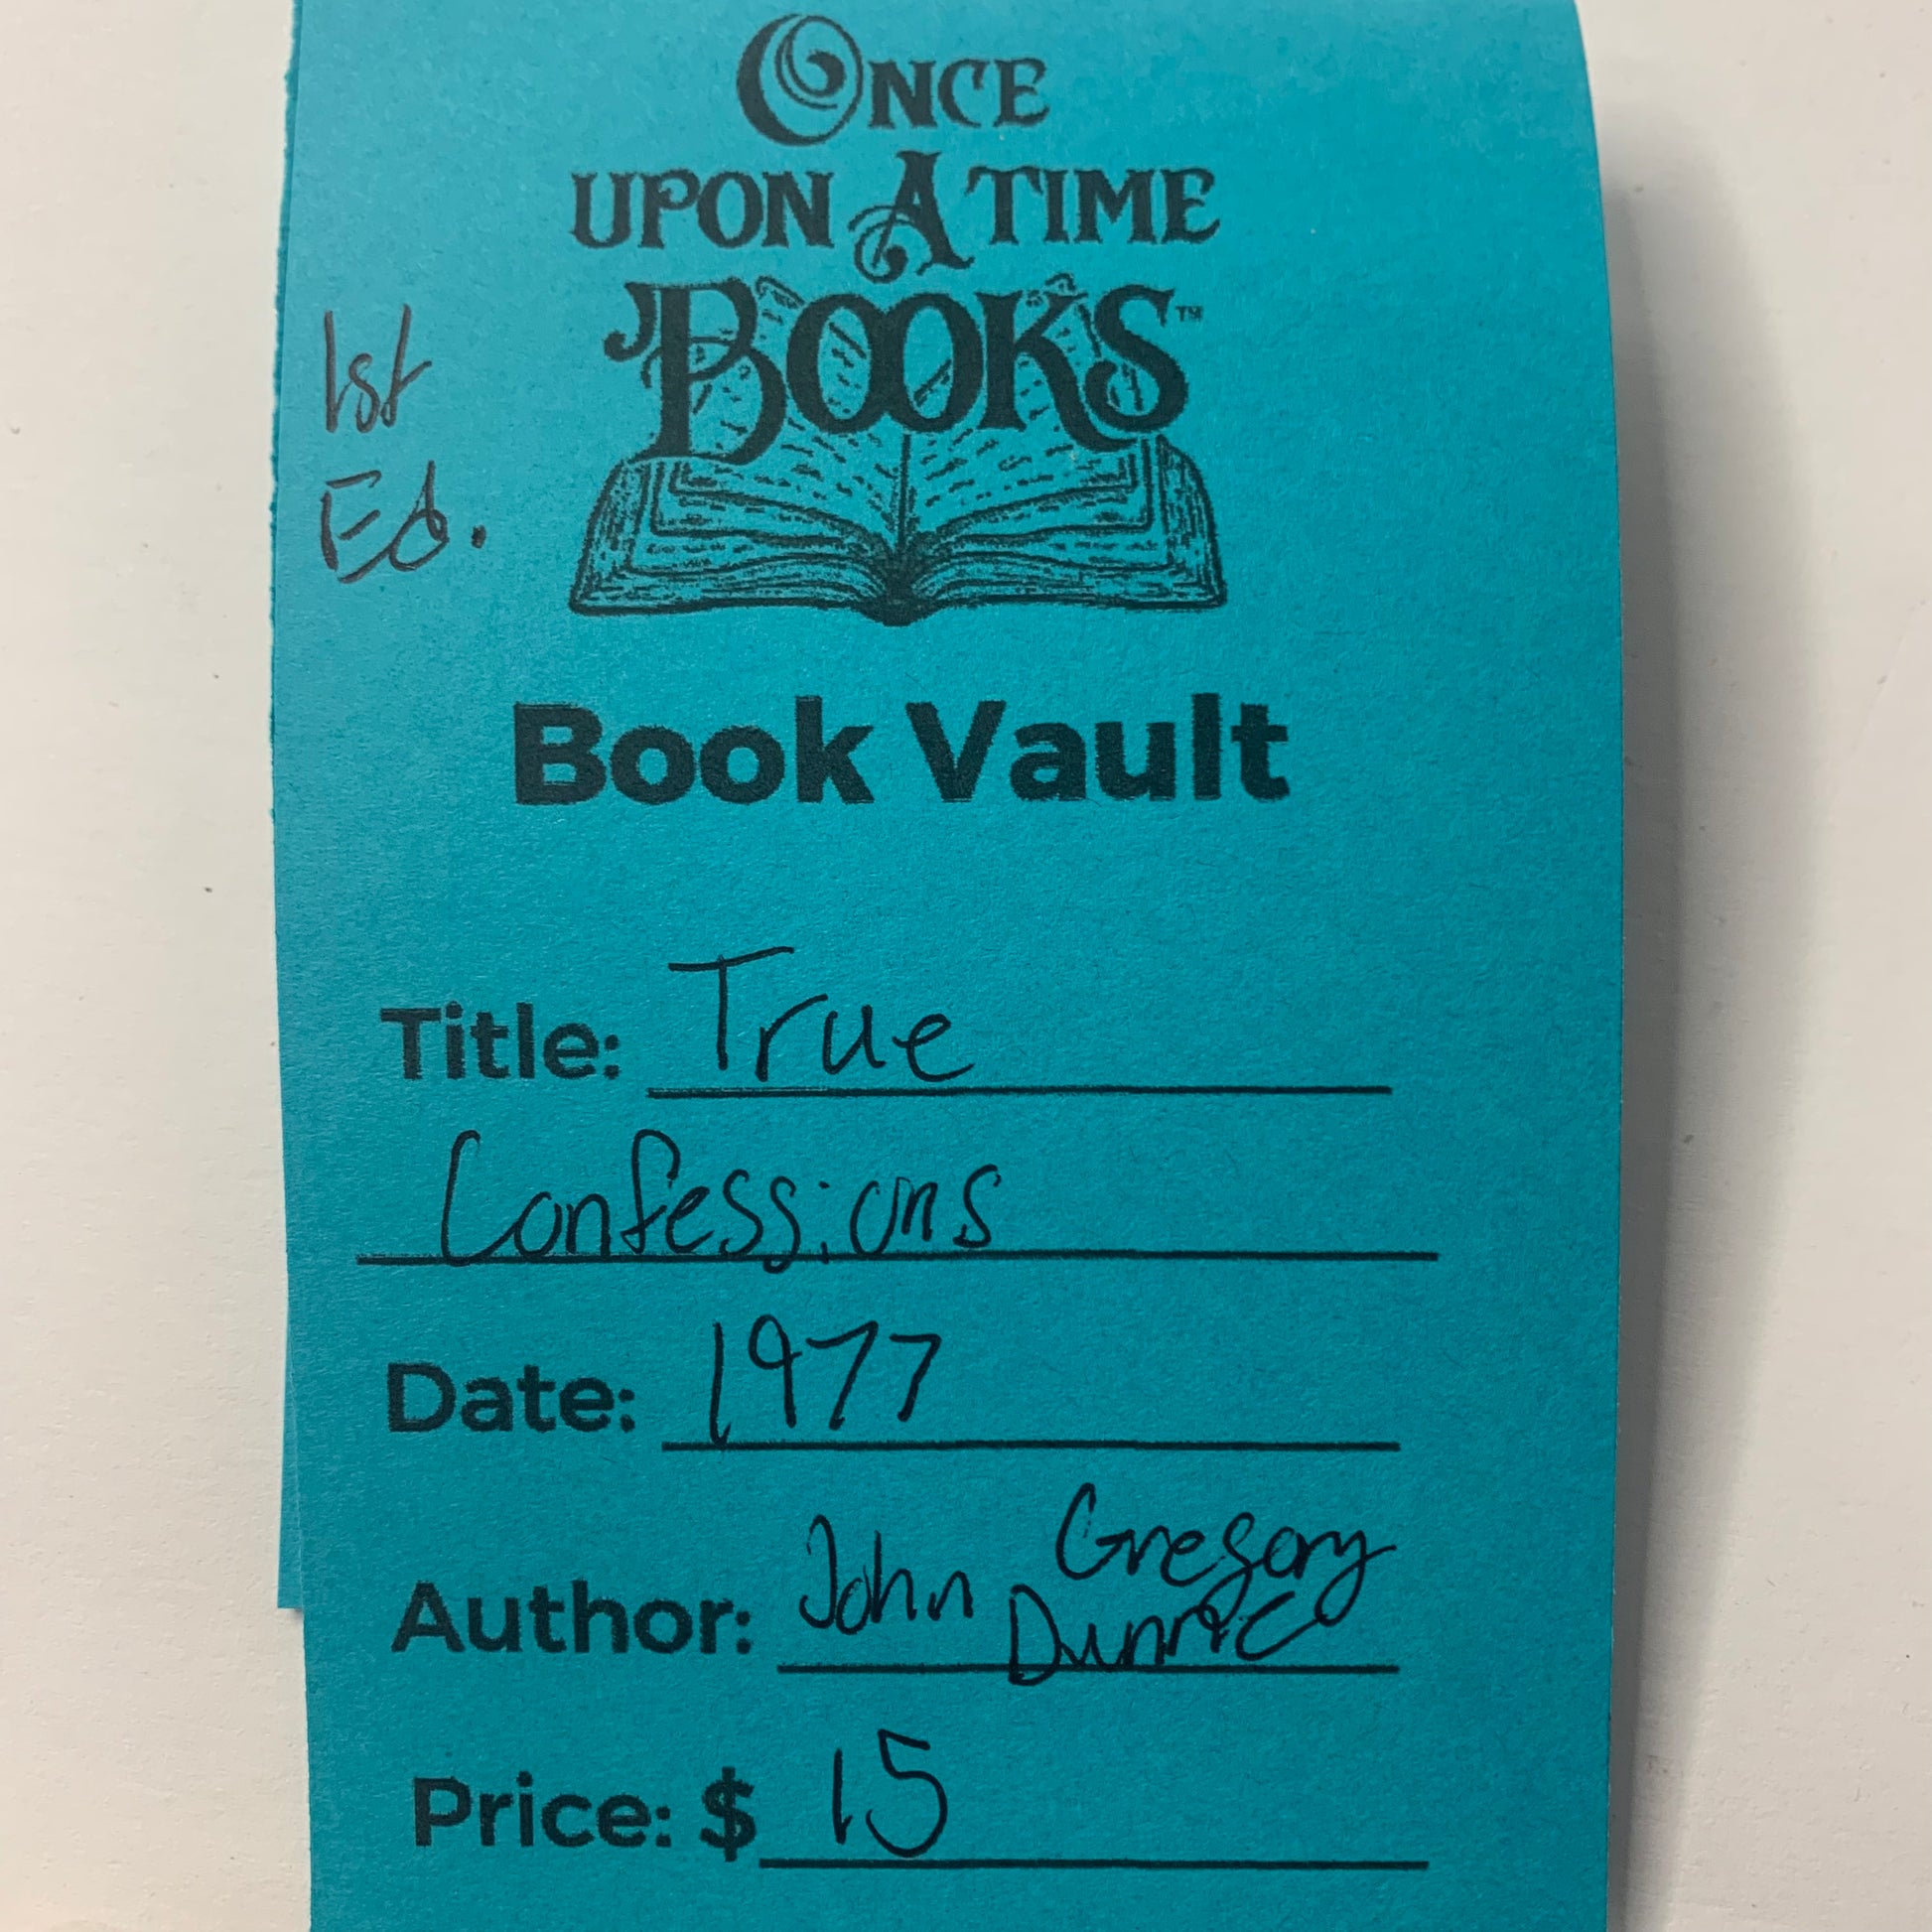 ONCE
UPON A TIME
BOOKS™
1st
Ed.
Book Vault
Title: True
Confessions
Date: 1977
Gregory
Author: John Dunne
Price: $ 15